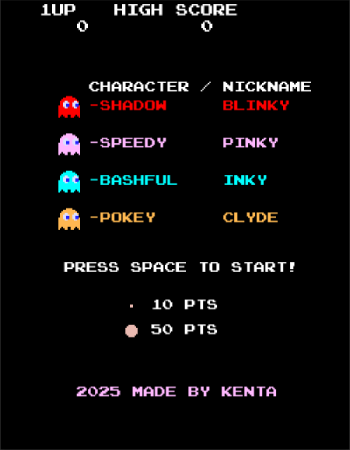 1UP HIGH SCORE
0 0
CHARACTER / NICKNAME
-SHADOW BLINKY
-SPEEDY PINKY
-BASHFUL INKY
-POKEY CLYDE
PRESS SPACE TO START!
10 PTS
50 PTS
2025 MADE BY KENTA